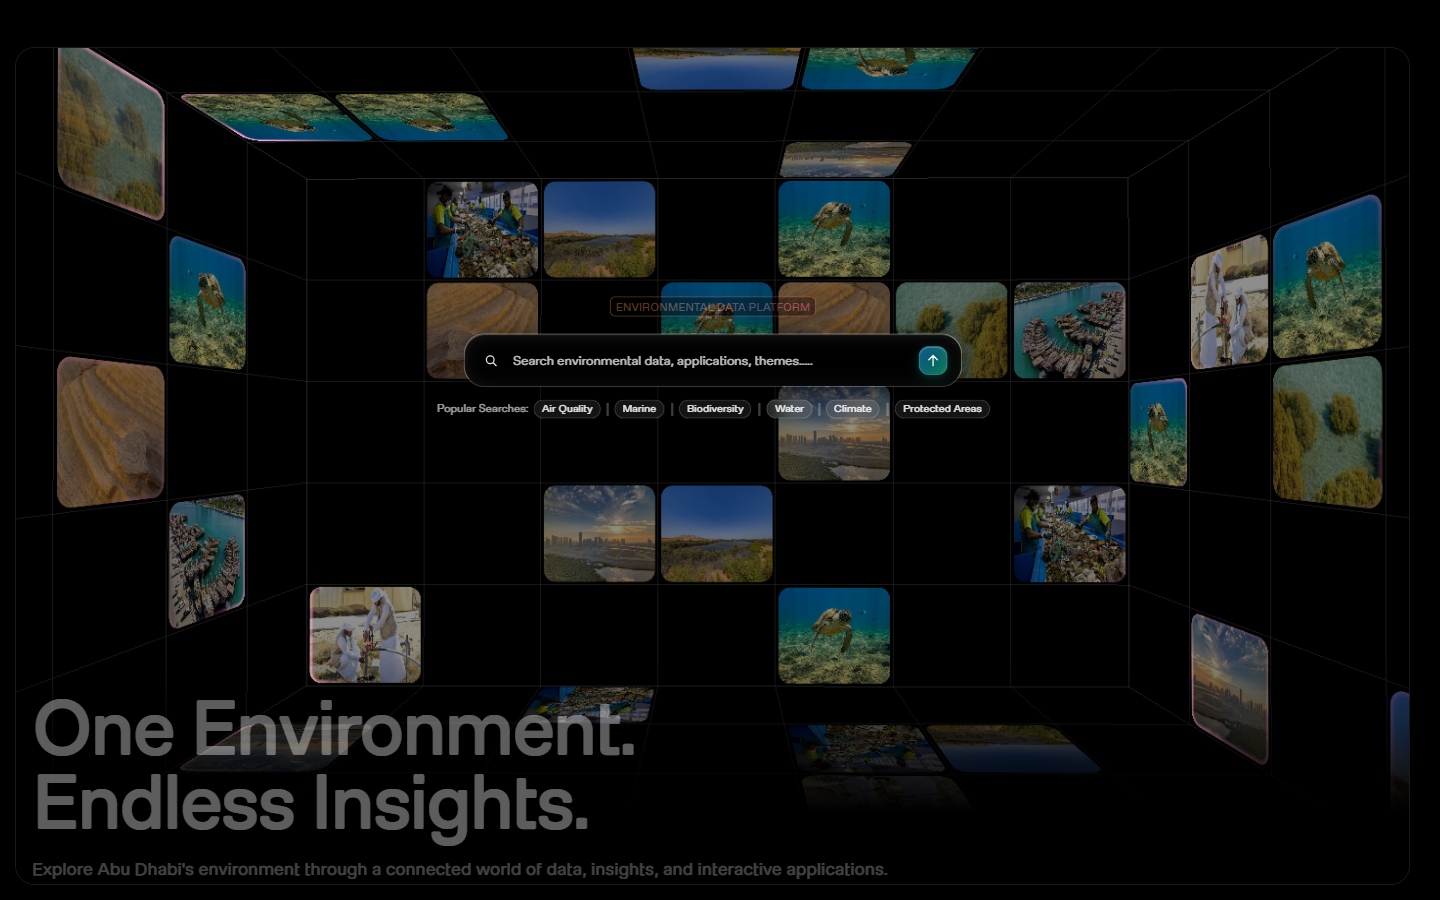 ENVIRONMENTAL DATA PLATFORM
Search environmental data, applications, themes.....
Popular Searches: Air Quality | Marine | Biodiversity | Water | Climate | Protected Areas
One Environment.
Endless Insights.
Explore Abu Dhabi's environment through a connected world of data, insights, and interactive applications.